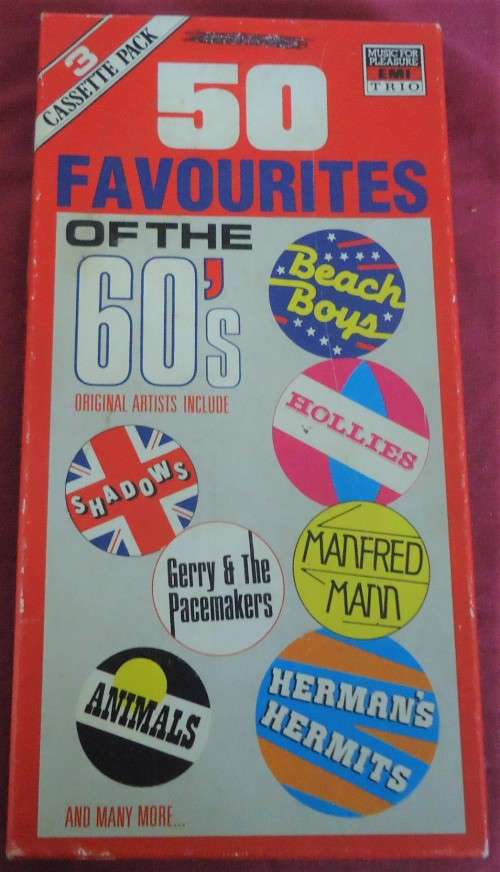 3
CASSETTE PACK
MUSIC FOR
PLEASURE
EMI
TRIO
50
FAVOURITES
OF THE
60's
ORIGINAL ARTISTS INCLUDE
Beach
Boys
HOLLIES
SHADOWS
MANFRED
MANN
Gerry & The
Pacemakers
ANIMALS
HERMAN'S
HERMITS
AND MANY MORE...